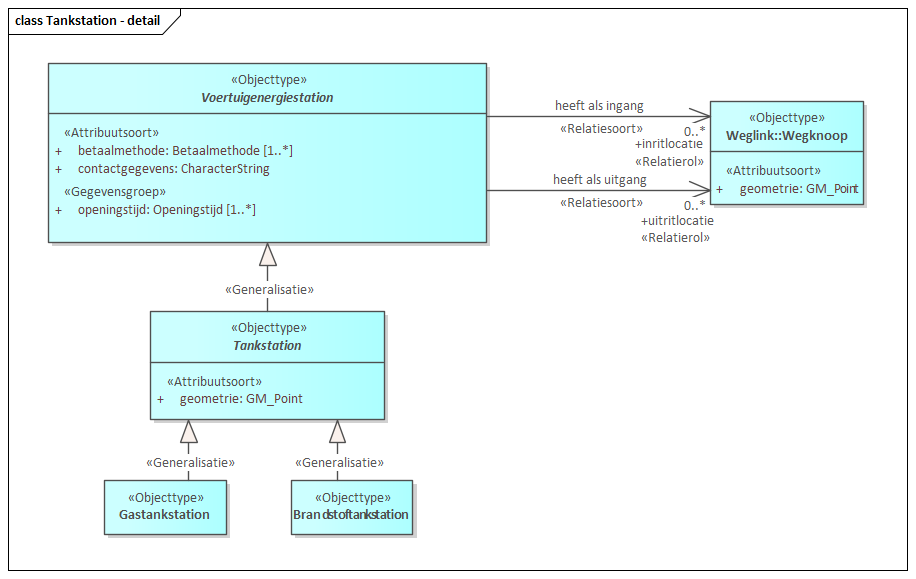 class Tankstation - detail
«Objecttype»
Voertuigenergiestation
«Attribuutsoort»
+ betaalmethode: Betaalmethode [1..*]
+ contactgegevens: CharacterString
«Gegevensgroep»
+ openingstijd: Openingstijd [1..*]
heeft als ingang
«Relatiesoort»
0..*
+inritlocatie
«Relatierol»
heeft als uitgang
«Relatiesoort»
0..*
+uitritlocatie
«Relatierol»
«Objecttype»
Weglink::Wegknoop
«Attribuutsoort»
+ geometrie: GM_Point
«Generalisatie»
«Objecttype»
Tankstation
«Attribuutsoort»
+ geometrie: GM_Point
«Generalisatie»
«Generalisatie»
«Objecttype»
Gastankstation
«Objecttype»
Brandstoftankstation